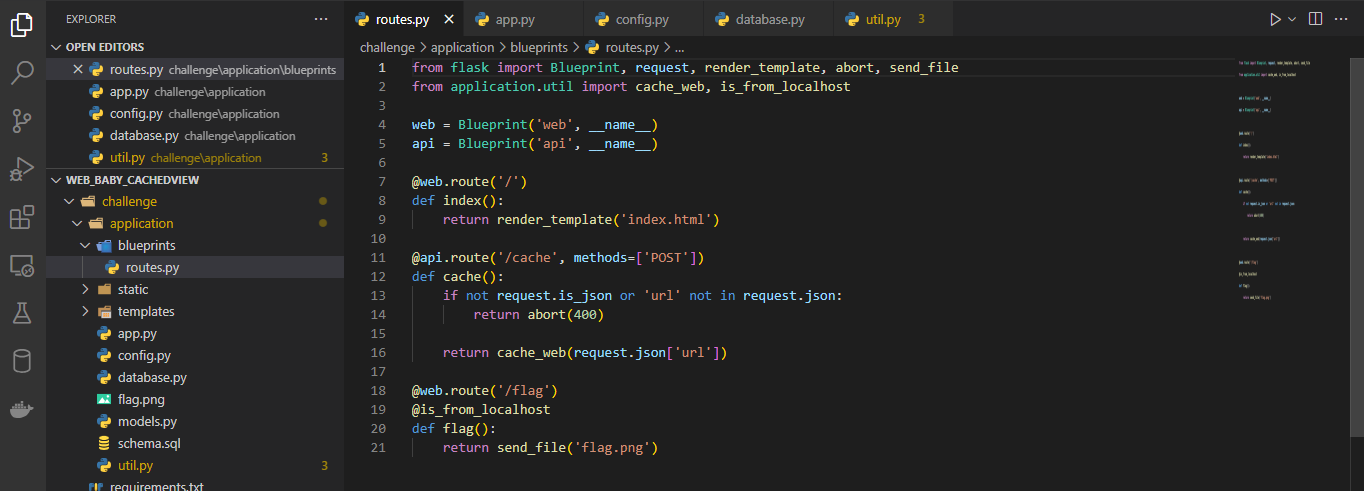 EXPLORER
OPEN EDITORS
routes.py challenge\application\blueprints
app.py challenge\application
config.py challenge\application
database.py challenge\application
util.py challenge\application 3
WEB_BABY_CACHEDVIEW
challenge
application
blueprints
routes.py
static
templates
app.py
config.py
database.py
flag.png
models.py
schema.sql
util.py 3
requirements.txt
routes.py app.py config.py database.py util.py 3
challenge > application > blueprints > routes.py > ...
1 from flask import Blueprint, request, render_template, abort, send_file
2 from application.util import cache_web, is_from_localhost
3
4 web = Blueprint('web', __name__)
5 api = Blueprint('api', __name__)
6
7 @web.route('/')
8 def index():
9 return render_template('index.html')
10
11 @api.route('/cache', methods=['POST'])
12 def cache():
13 if not request.is_json or 'url' not in request.json:
14 return abort(400)
15
16 return cache_web(request.json['url'])
17
18 @web.route('/flag')
19 @is_from_localhost
20 def flag():
21 return send_file('flag.png')